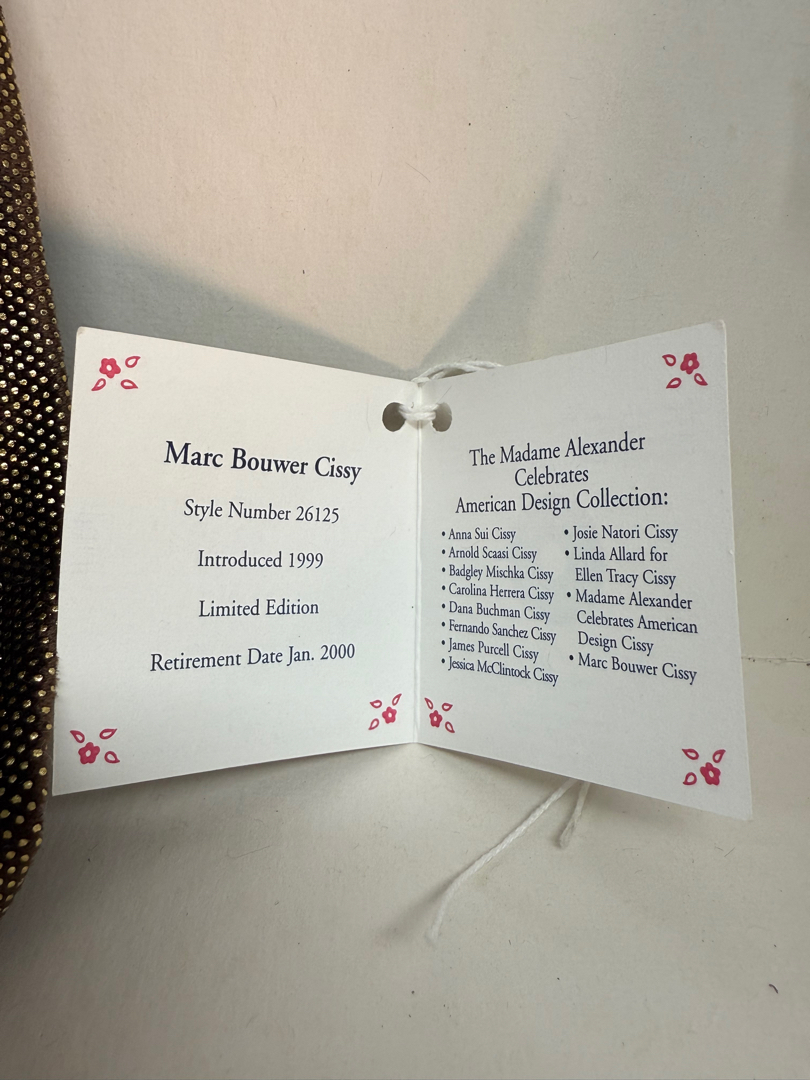 Marc Bouwer Cissy
Style Number 26125
Introduced 1999
Limited Edition
Retirement Date Jan. 2000
The Madame Alexander
Celebrates
American Design Collection:
• Anna Sui Cissy
• Arnold Scaasi Cissy
• Badgley Mischka Cissy
• Carolina Herrera Cissy
• Dana Buchman Cissy
• Fernando Sanchez Cissy
• James Purcell Cissy
• Jessica McClintock Cissy
• Josie Natori Cissy
• Linda Allard for
Ellen Tracy Cissy
• Madame Alexander
Celebrates American
Design Cissy
• Marc Bouwer Cissy